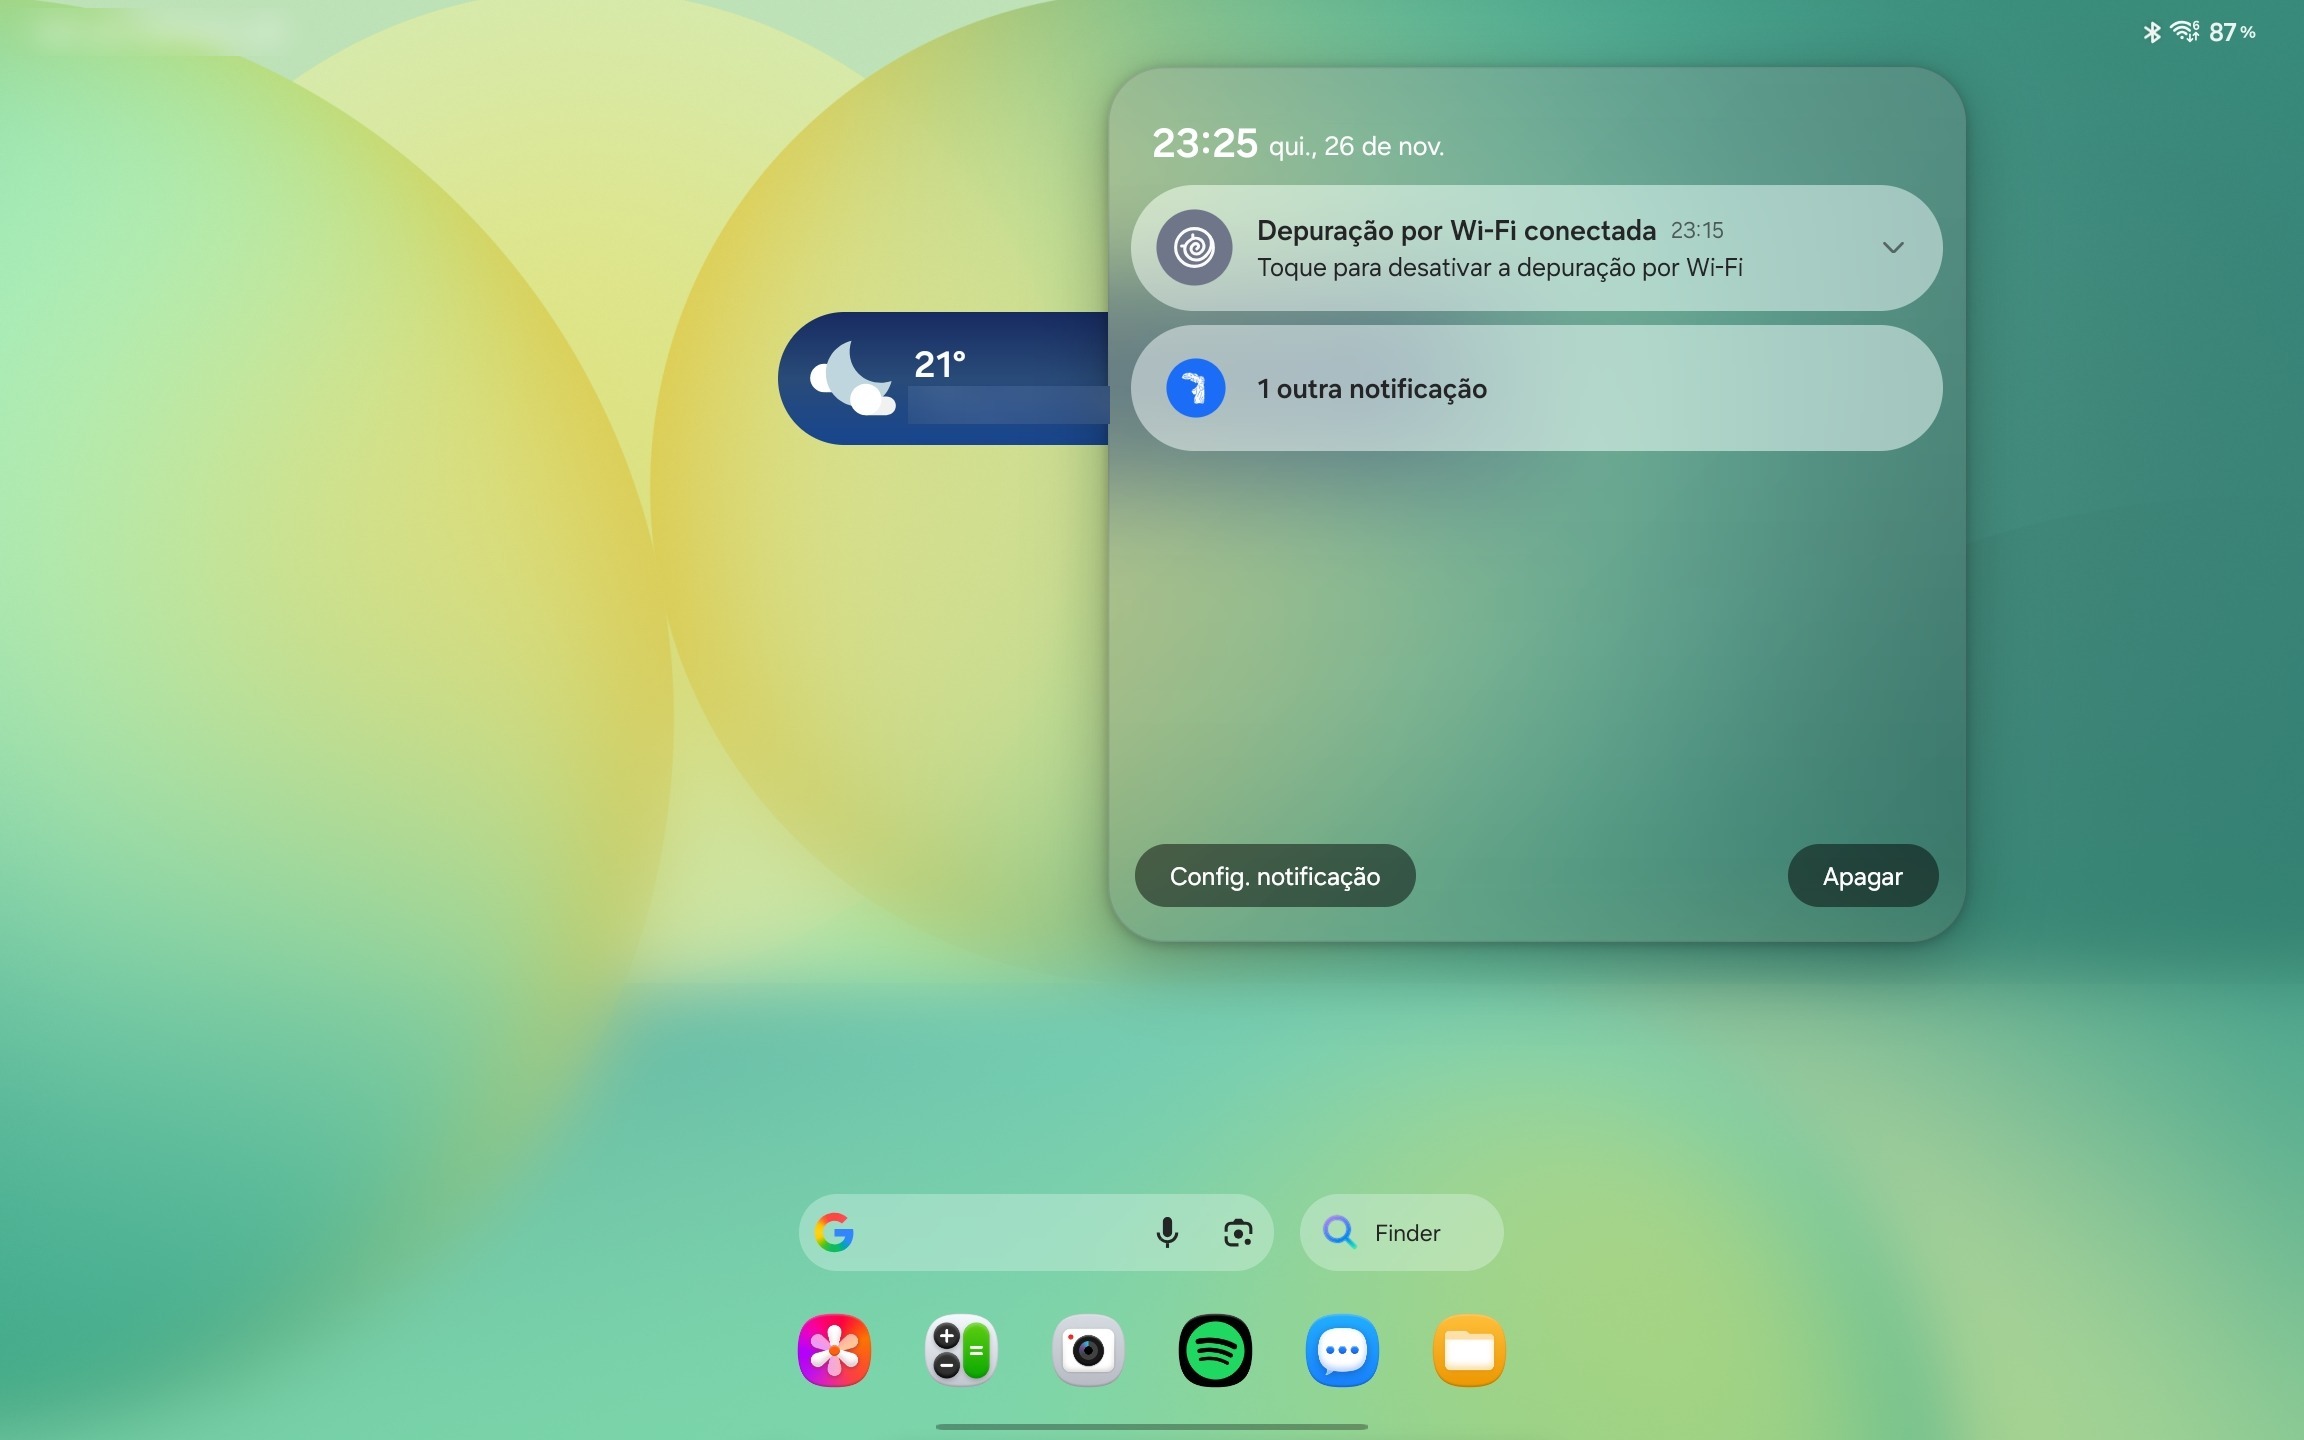 87%
23:25 qui., 26 de nov.
Depuração por Wi-Fi conectada 23:15
Toque para desativar a depuração por Wi-Fi
21°
1 outra notificação
Config. notificação
Apagar
Finder